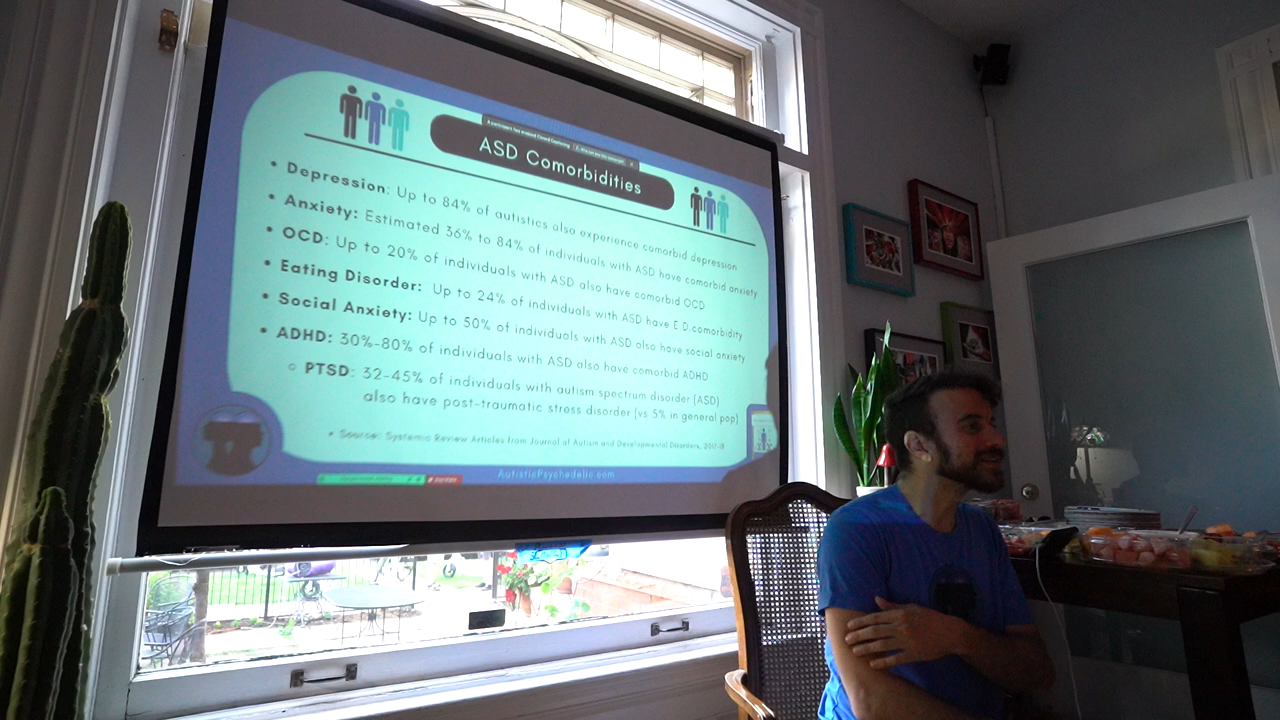 ASD Comorbidities
• Depression: Up to 84% of autistics also experience comorbid depression
• Anxiety: Estimated 36% to 84% of individuals with ASD have comorbid anxiety
• OCD: Up to 20% of individuals with ASD also have comorbid OCD
• Eating Disorder: Up to 24% of individuals with ASD have E.D.comorbidity
• Social Anxiety: Up to 50% of individuals with ASD also have social anxiety
• ADHD: 30%-80% of individuals with ASD also have comorbid ADHD
○ PTSD: 32-45% of individuals with autism spectrum disorder (ASD)
also have post-traumatic stress disorder (vs 5% in general pop)
• Source: Systemic Review Articles from Journal of Autism and Developmental Disorders,
AutisticPsychedelic.com